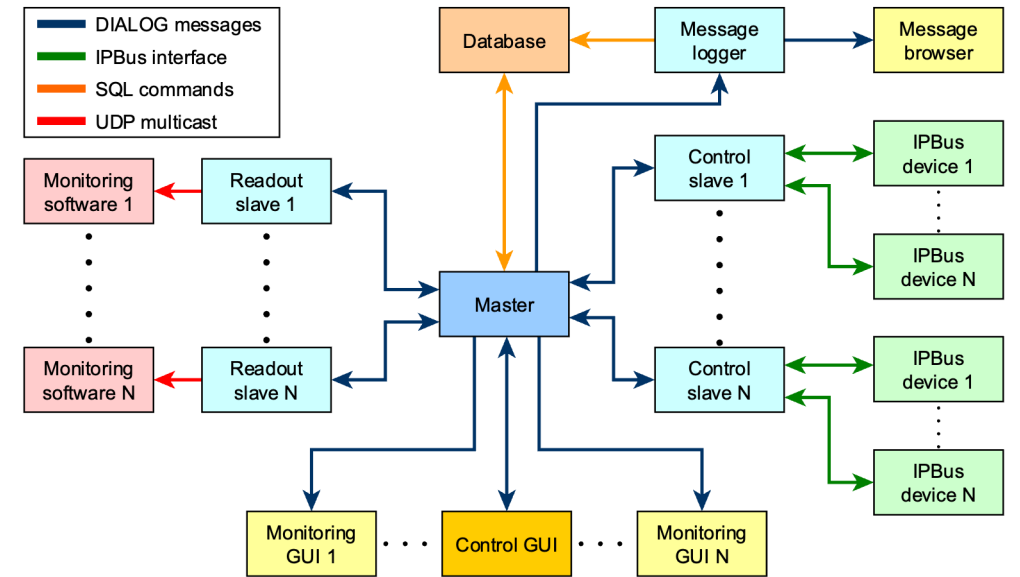 DIALOG messages
IPBus interface
SQL commands
UDP multicast
Database
Message
logger
Message
browser
Monitoring
software 1
Readout
slave 1
Control
slave 1
IPBus
device 1
IPBus
device N
Master
Monitoring
software N
Readout
slave N
Control
slave N
IPBus
device 1
IPBus
device N
Monitoring
GUI 1
Control GUI
Monitoring
GUI N